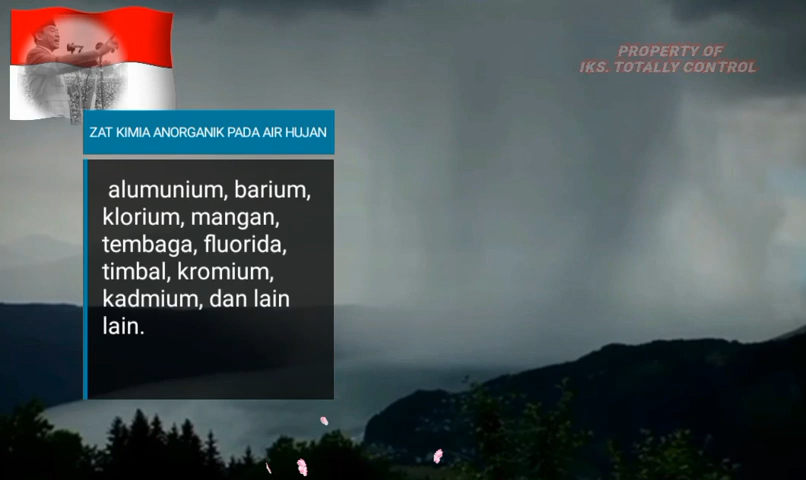 PROPERTY OF
IKS. TOTALLY CONTROL
ZAT KIMIA ANORGANIK PADA AIR HUJAN
alumunium, barium,
klorium, mangan,
tembaga, fluorida,
timbal, kromium,
kadmium, dan lain
lain.